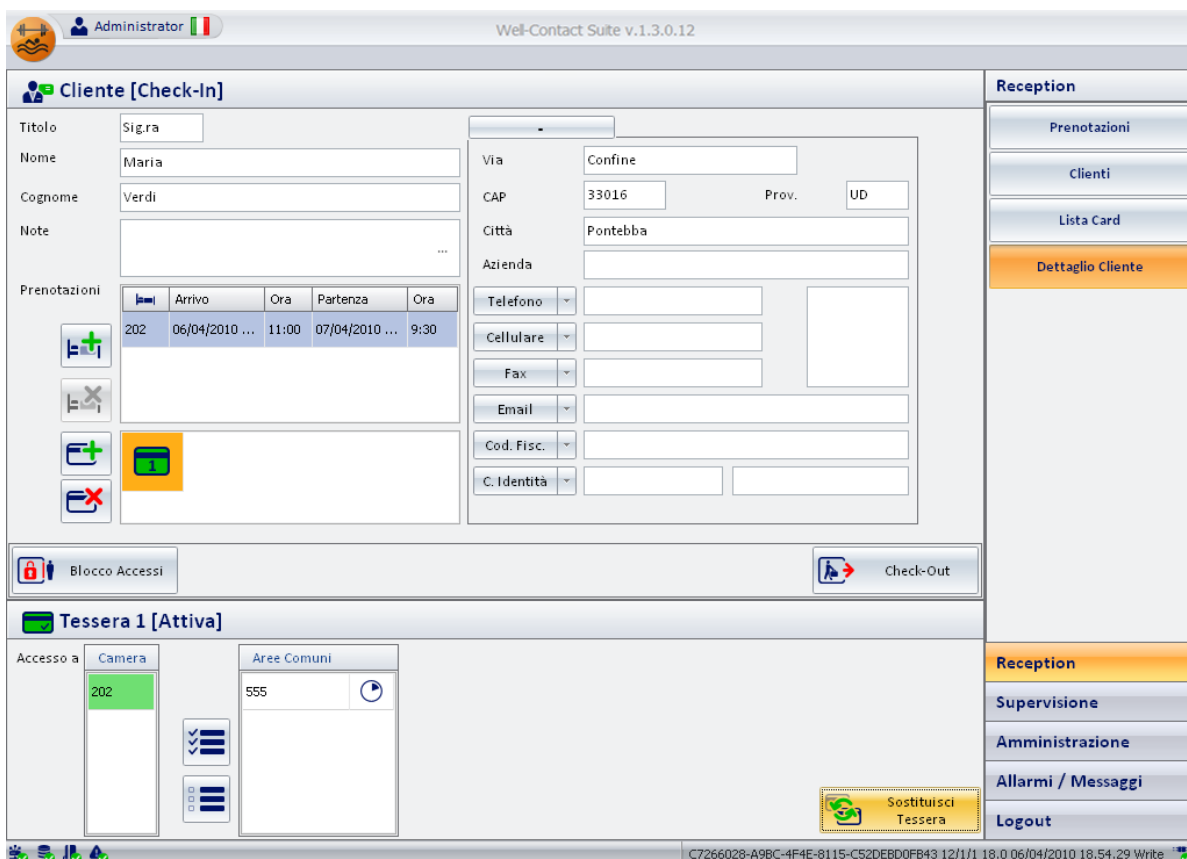 Administrator
Well-Contact Suite v.1.3.0.12
Cliente [Check-In]
Titolo
Sig.ra
Nome
Maria
Cognome
Verdi
Note
...
Prenotazioni
Arrivo Ora Partenza Ora
202 06/04/2010 ... 11:00 07/04/2010 ... 9:30
1
-
Via
Confine
CAP
33016
Prov.
UD
Città
Pontebba
Azienda
Telefono
Cellulare
Fax
Email
Cod. Fisc.
C. Identità
Blocco Accessi
Check-Out
Tessera 1 [Attiva]
Accesso a
Camera
202
Aree Comuni
555
Sostituisci
Tessera
Reception
Prenotazioni
Clienti
Lista Card
Dettaglio Cliente
Reception
Supervisione
Amministrazione
Allarmi / Messaggi
Logout
C7266028-A9BC-4F4E-8115-C52DEBD0FB43 12/1/1 18.0 06/04/2010 18.54.29 Write